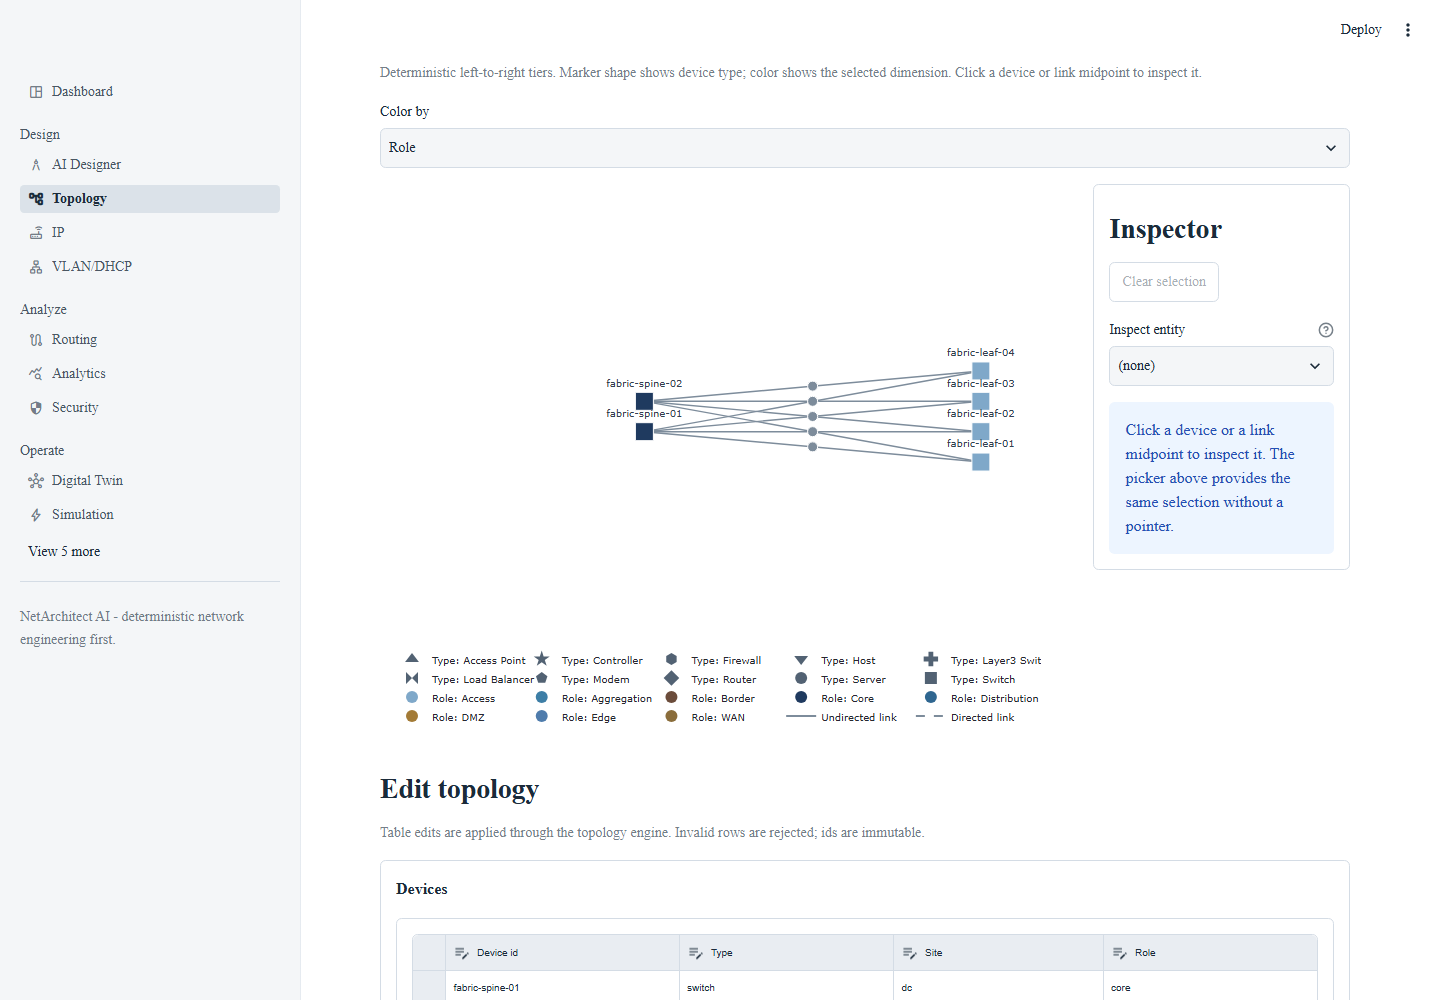 Deploy
Dashboard
Design
AI Designer
Topology
IP
VLAN/DHCP
Analyze
Routing
Analytics
Security
Operate
Digital Twin
Simulation
View 5 more
NetArchitect AI - deterministic network
engineering first.
Deterministic left-to-right tiers. Marker shape shows device type; color shows the selected dimension. Click a device or link midpoint to inspect it.
Color by
Role
fabric-spine-02
fabric-spine-01
fabric-leaf-04
fabric-leaf-03
fabric-leaf-02
fabric-leaf-01
Inspector
Clear selection
Inspect entity
(none)
Click a device or a link
midpoint to inspect it. The
picker above provides the
same selection without a
pointer.
Type: Access Point Type: Controller Type: Firewall Type: Host Type: Layer3 Swit
Type: Load Balancer Type: Modem Type: Router Type: Server Type: Switch
Role: Access Role: Aggregation Role: Border Role: Core Role: Distribution
Role: DMZ Role: Edge Role: WAN Undirected link Directed link
Edit topology
Table edits are applied through the topology engine. Invalid rows are rejected; ids are immutable.
Devices
Device id Type Site Role
fabric-spine-01 switch dc core